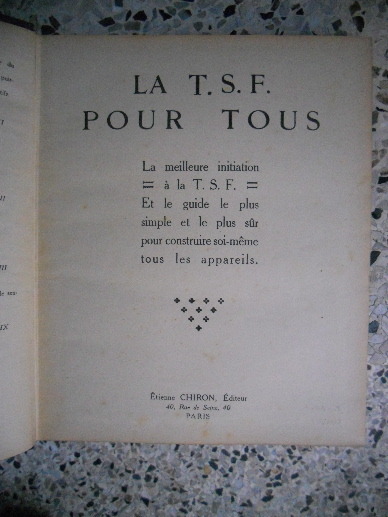 LA T. S. F.
POUR TOUS
La meilleure initiation
à la T. S. F.
Et le guide le plus
simple et le plus sûr
pour construire soi-même
tous les appareils.
Étienne CHIRON, Éditeur
40, Rue de Seine, 40
PARIS